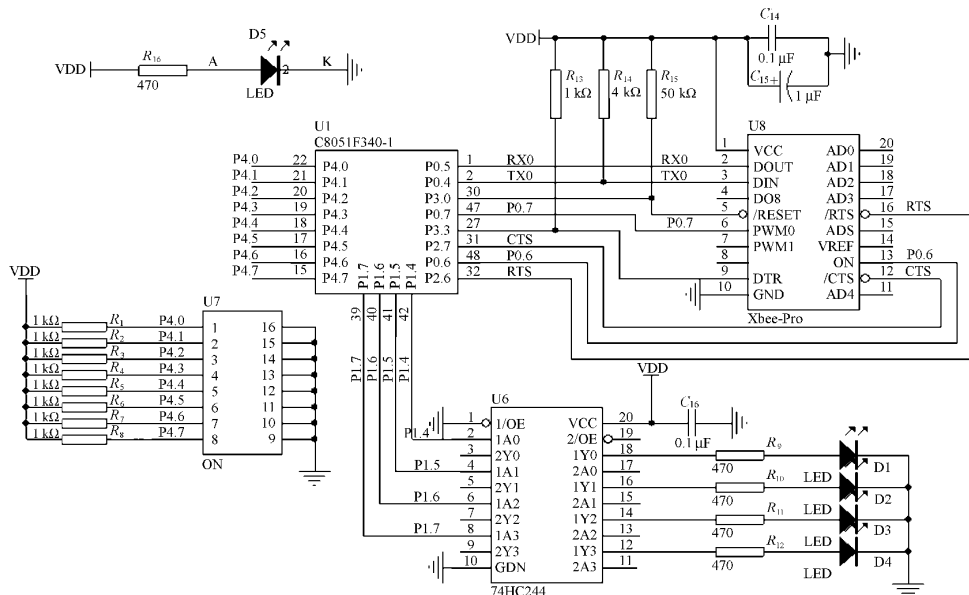 D5
R16
VDD
A
K
2
470
LED
C14
VDD
0.1 μF
C15+
1 μF
R13
1 kΩ
R14
4 kΩ
R15
50 kΩ
U1
C8051F340-1
P4.0 22 P4.0
P4.1 21 P4.1
P4.2 20 P4.2
P4.3 19 P4.3
P4.4 18 P4.4
P4.5 17 P4.5
P4.6 16 P4.6
P4.7 15 P4.7
P0.5 1 RX0 RX0
P0.4 2 TX0 TX0
P3.0 30
P0.7 47 P0.7 P0.7
P3.3 27
P2.7 31 CTS
P0.6 48 P0.6
P2.6 32 RTS
P1.7 P1.6 P1.5 P1.4
39 40 41 42
P1.7 P1.6 P1.5 P1.4
U8
1 VCC AD0 20
2 DOUT AD1 19
3 DIN AD2 18
4 DO8 AD3 17
5 /RESET /RTS 16 RTS
6 PWM0 ADS 15
7 PWM1 VREF 14
8 ON 13 P0.6
9 DTR /CTS 12 CTS
10 GND AD4 11
Xbee-Pro
VDD
U7
1 kΩ R1 P4.0 1 16
1 kΩ R2 P4.1 2 15
1 kΩ R3 P4.2 3 14
1 kΩ R4 P4.3 4 13
1 kΩ R5 P4.4 5 12
1 kΩ R6 P4.5 6 11
1 kΩ R7 P4.6 7 10
1 kΩ R8 P4.7 8 9
ON
VDD
C16
0.1 μF
U6
1 1/OE VCC 20
P1.4 2 1A0 2/OE 19
3 2Y0 1Y0 18
P1.5 4 1A1 2A0 17
5 2Y1 1Y1 16
P1.6 6 1A2 2A1 15
7 2Y2 1Y2 14
P1.7 8 1A3 2A2 13
9 2Y3 1Y3 12
10 GDN 2A3 11
74HC244
R9
470
LED D1
R10
470
LED D2
R11
470
LED D3
R12
470
LED D4